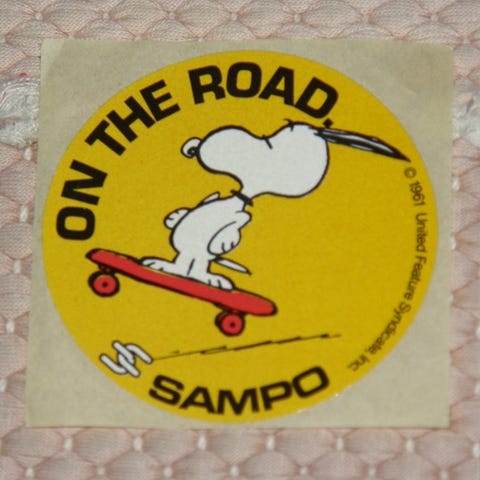 ON THE ROAD.
© 1961 United Feature Syndicate, Inc.
SAMPO